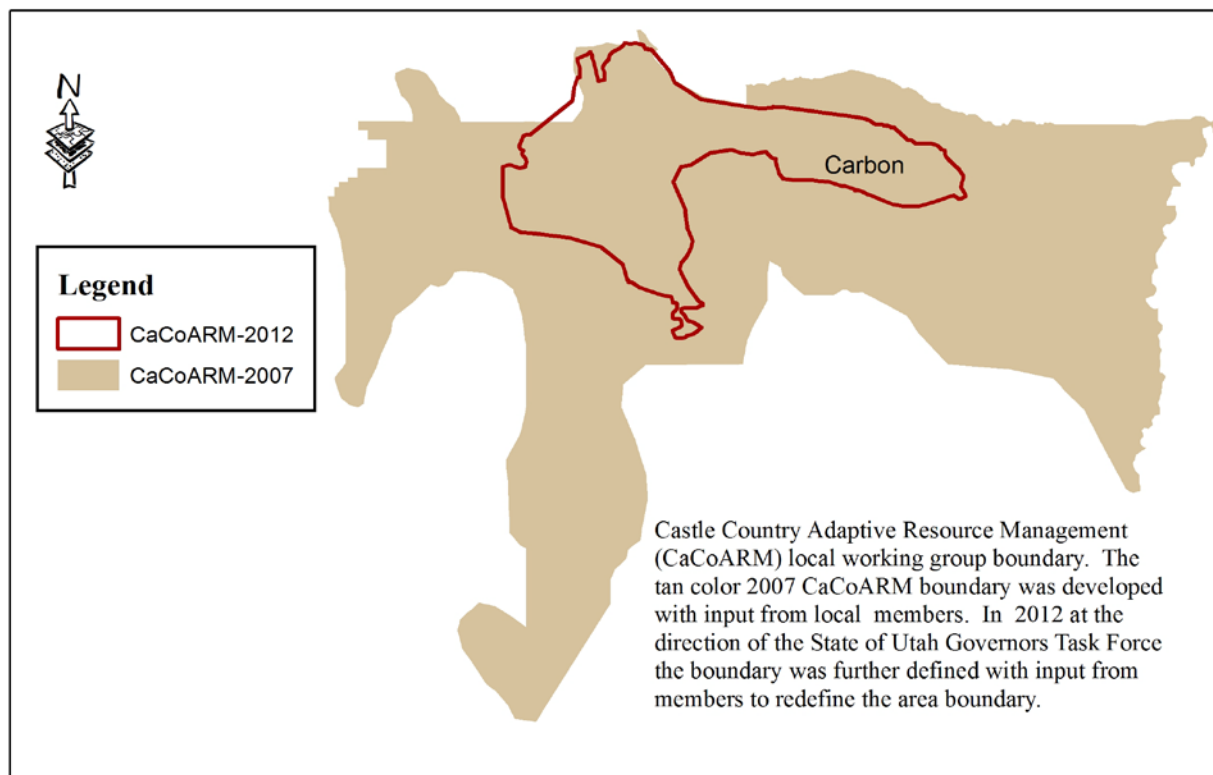 N
Carbon
Legend
CaCoARM-2012
CaCoARM-2007
Castle Country Adaptive Resource Management
(CaCoARM) local working group boundary. The
tan color 2007 CaCoARM boundary was developed
with input from local members. In 2012 at the
direction of the State of Utah Governors Task Force
the boundary was further defined with input from
members to redefine the area boundary.